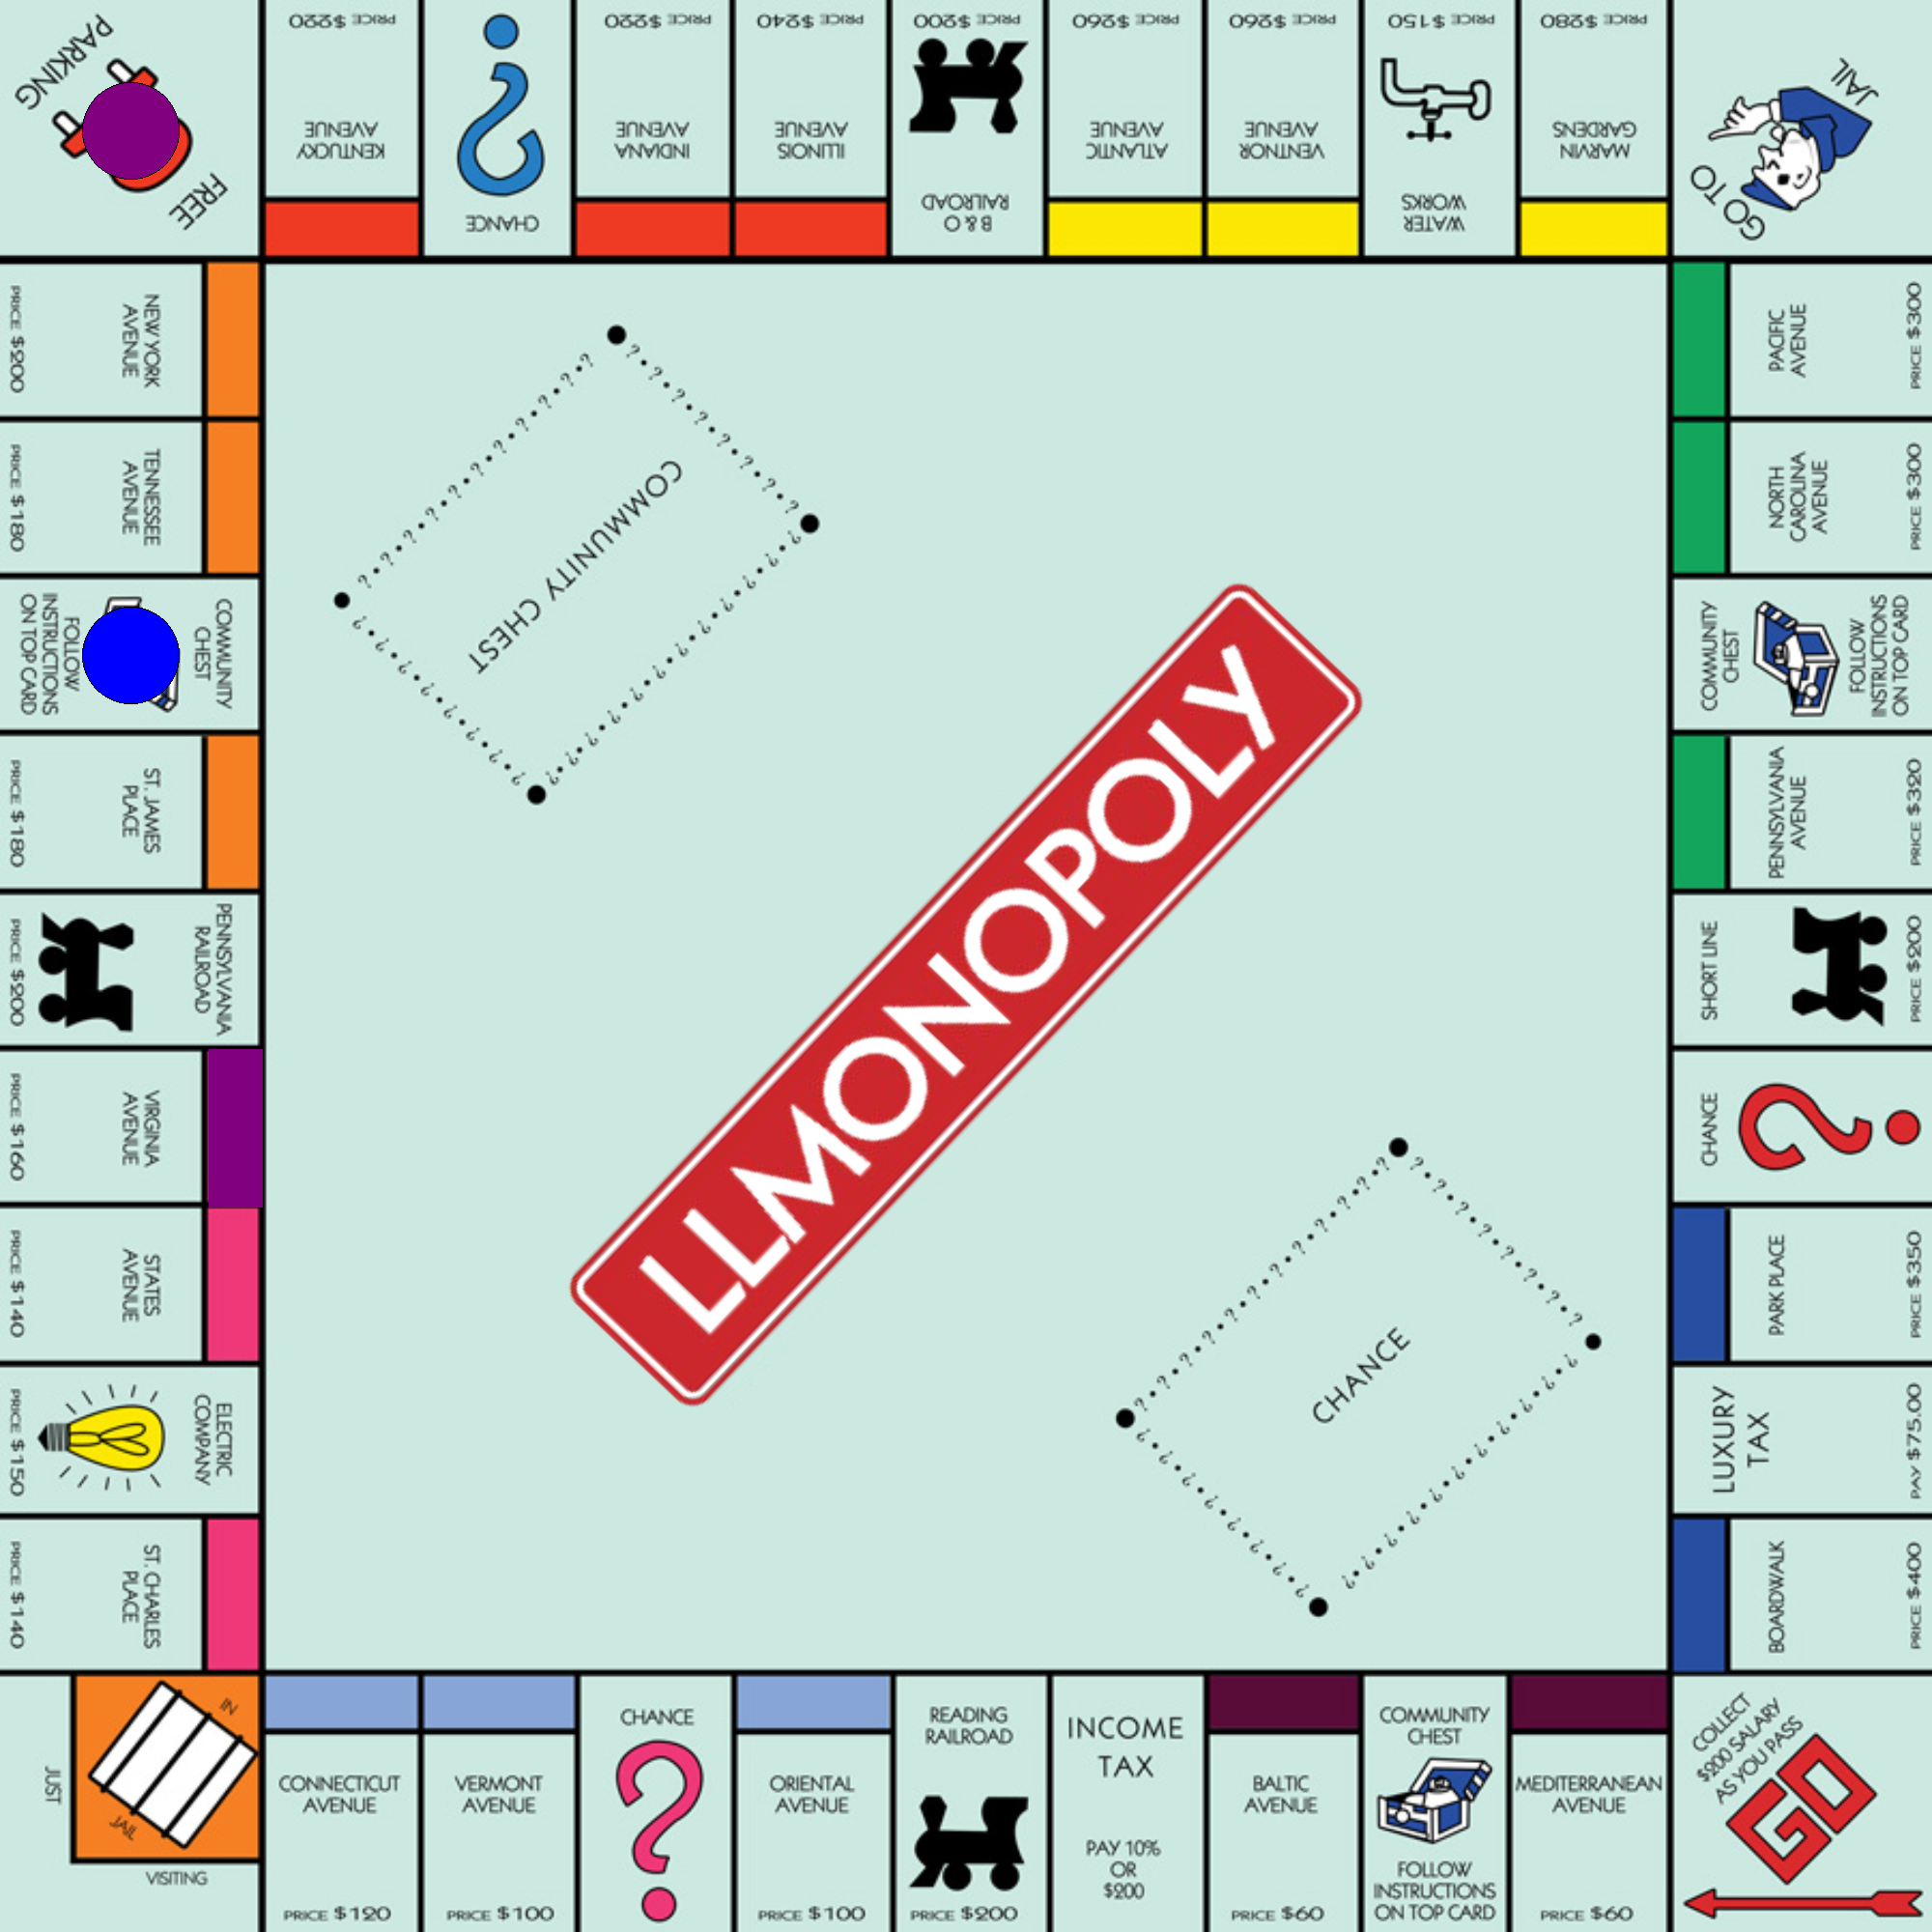 FREE
PARKING
KENTUCKY
AVENUE
PRICE $220
CHANCE
INDIANA
AVENUE
PRICE $220
ILLINOIS
AVENUE
PRICE $240
B & O
RAILROAD
PRICE $200
ATLANTIC
AVENUE
PRICE $260
VENTNOR
AVENUE
PRICE $260
WATER
WORKS
PRICE $150
MARVIN
GARDENS
PRICE $280
GO TO
JAIL
NEW YORK
AVENUE
PRICE $200
TENNESSEE
AVENUE
PRICE $180
COMMUNITY
CHEST
FOLLOW
INSTRUCTIONS
ON TOP CARD
ST. JAMES
PLACE
PRICE $180
PENNSYLVANIA
RAILROAD
PRICE $200
VIRGINIA
AVENUE
PRICE $160
STATES
AVENUE
PRICE $140
ELECTRIC
COMPANY
PRICE $150
ST. CHARLES
PLACE
PRICE $140
COMMUNITY CHEST
LLMONOPOLY
CHANCE
PACIFIC
AVENUE
PRICE $300
NORTH
CAROLINA
AVENUE
PRICE $300
COMMUNITY
CHEST
FOLLOW
INSTRUCTIONS
ON TOP CARD
PENNSYLVANIA
AVENUE
PRICE $320
SHORT LINE
PRICE $200
CHANCE
PARK PLACE
PRICE $350
LUXURY
TAX
PAY $75.00
BOARDWALK
PRICE $400
JUST
VISITING
IN
JAIL
CONNECTICUT
AVENUE
PRICE $120
VERMONT
AVENUE
PRICE $100
CHANCE
ORIENTAL
AVENUE
PRICE $100
READING
RAILROAD
PRICE $200
INCOME
TAX
PAY 10%
OR
$200
BALTIC
AVENUE
PRICE $60
COMMUNITY
CHEST
FOLLOW
INSTRUCTIONS
ON TOP CARD
MEDITERRANEAN
AVENUE
PRICE $60
COLLECT
$200 SALARY
AS YOU PASS
GO